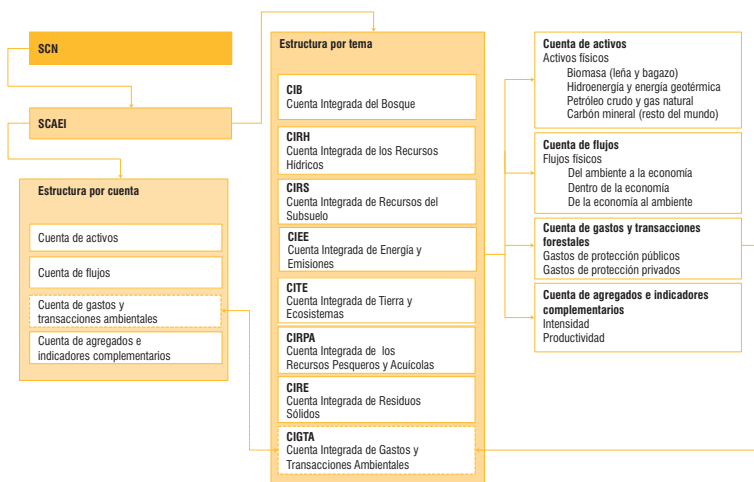 SCN
SCAEI
Estructura por cuenta
Cuenta de activos
Cuenta de flujos
Cuenta de gastos y
transacciones ambientales
Cuenta de agregados e
indicadores complementarios
Estructura por tema
CIB
Cuenta Integrada del Bosque
CIRH
Cuenta Integrada de los Recursos
Hídricos
CIRS
Cuenta Integrada de Recursos del
Subsuelo
CIEE
Cuenta Integrada de Energía y
Emisiones
CITE
Cuenta Integrada de Tierra y
Ecosistemas
CIRPA
Cuenta Integrada de los
Recursos Pesqueros y Acuícolas
CIRE
Cuenta Integrada de Residuos
Sólidos
CIGTA
Cuenta Integrada de Gastos y
Transacciones Ambientales
Cuenta de activos
Activos físicos
Biomasa (leña y bagazo)
Hidroenergía y energía geotérmica
Petróleo crudo y gas natural
Carbón mineral (resto del mundo)
Cuenta de flujos
Flujos físicos
Del ambiente a la economía
Dentro de la economía
De la economía al ambiente
Cuenta de gastos y transacciones
forestales
Gastos de protección públicos
Gastos de protección privados
Cuenta de agregados e indicadores
complementarios
Intensidad
Productividad